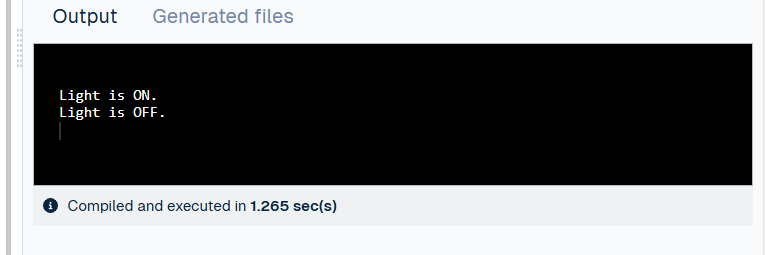 Output Generated files
Light is ON.
Light is OFF.
Compiled and executed in 1.265 sec(s)